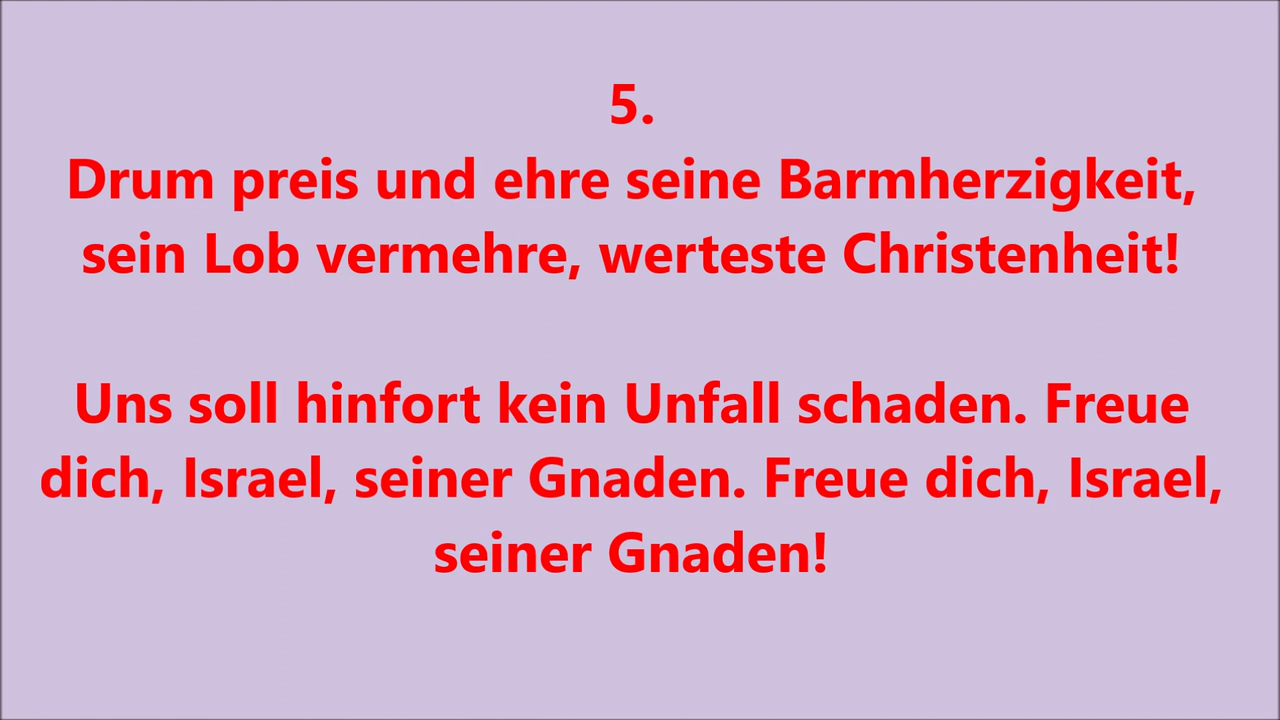 5.
Drum preis und ehre seine Barmherzigkeit,
sein Lob vermehre, werteste Christenheit!
Uns soll hinfort kein Unfall schaden. Freue
dich, Israel, seiner Gnaden. Freue dich, Israel,
seiner Gnaden!